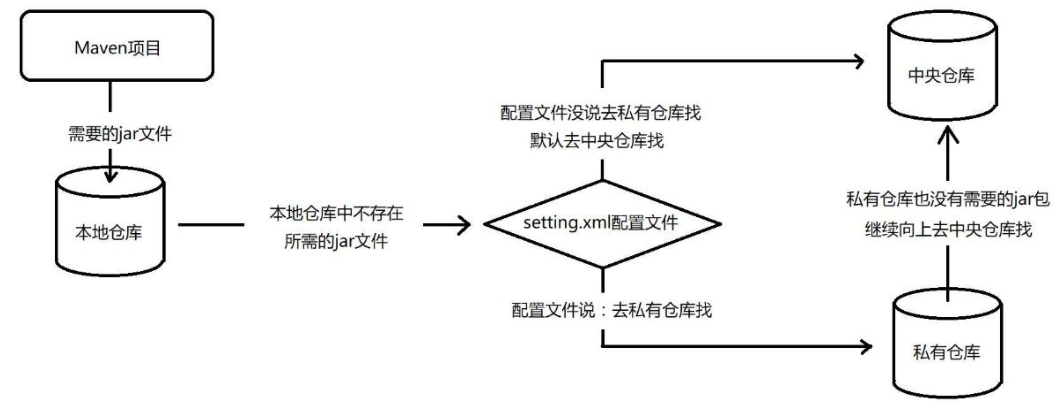 Maven项目
需要的jar文件
本地仓库
本地仓库中不存在
所需的jar文件
setting.xml配置文件
配置文件没说去私有仓库找
默认去中央仓库找
中央仓库
配置文件说：去私有仓库找
私有仓库
私有仓库也没有需要的jar包
继续向上去中央仓库找